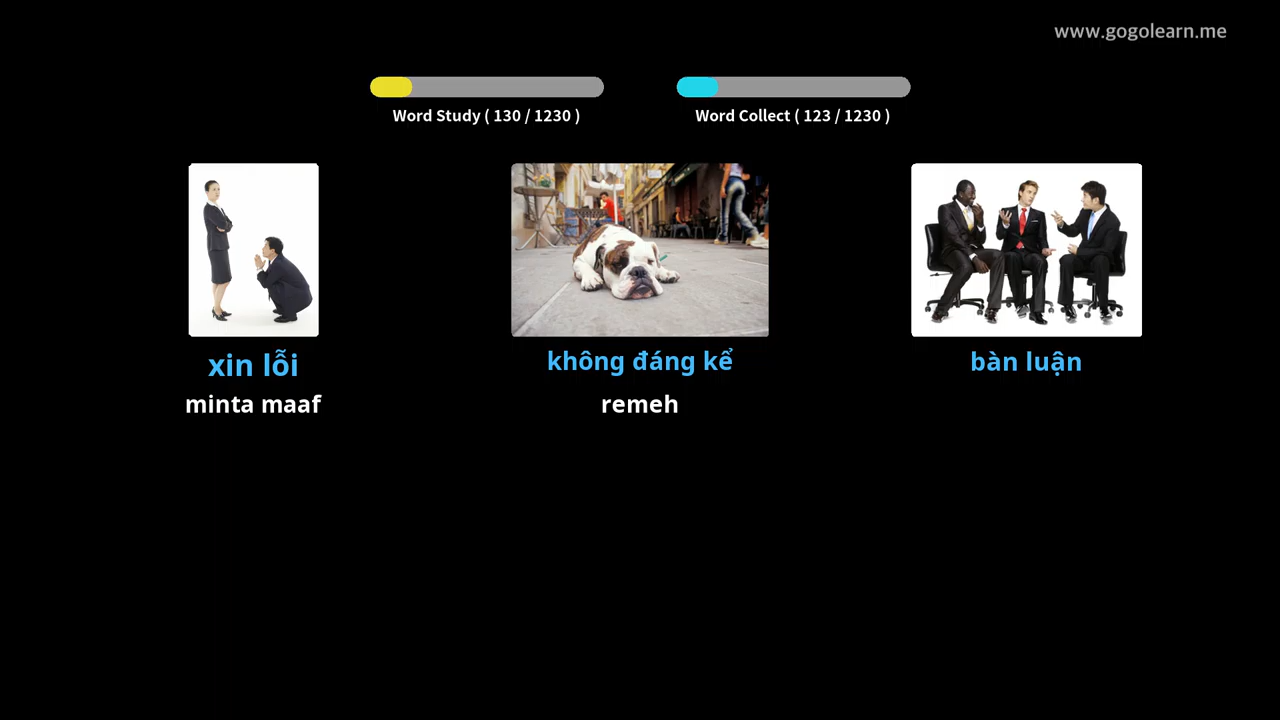 www.gogolearn.me
Word Study ( 130 / 1230 )
Word Collect ( 123 / 1230 )
xin lỗi
minta maaf
không đáng kể
remeh
bàn luận